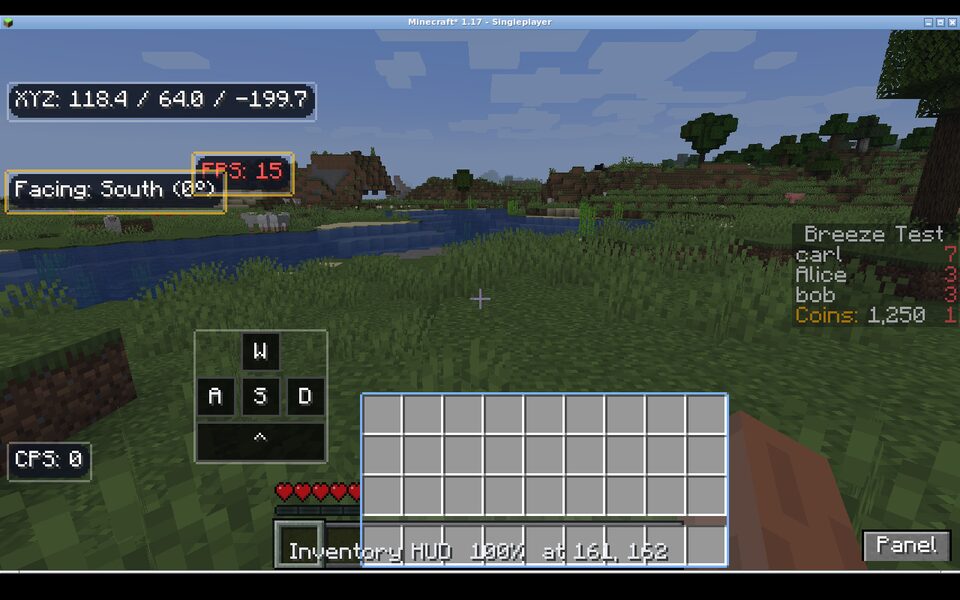 Minecraft* 1.17 - Singleplayer
XYZ: 118.4 / 64.0 / -199.7
FPS: 15
Facing: South (0°)
Breeze Test
carl 7
Alice 3
bob 3
Coins: 1,250 1
W
A S D
^
CPS: 0
Inventory HUD 100% at 161, 162
Panel